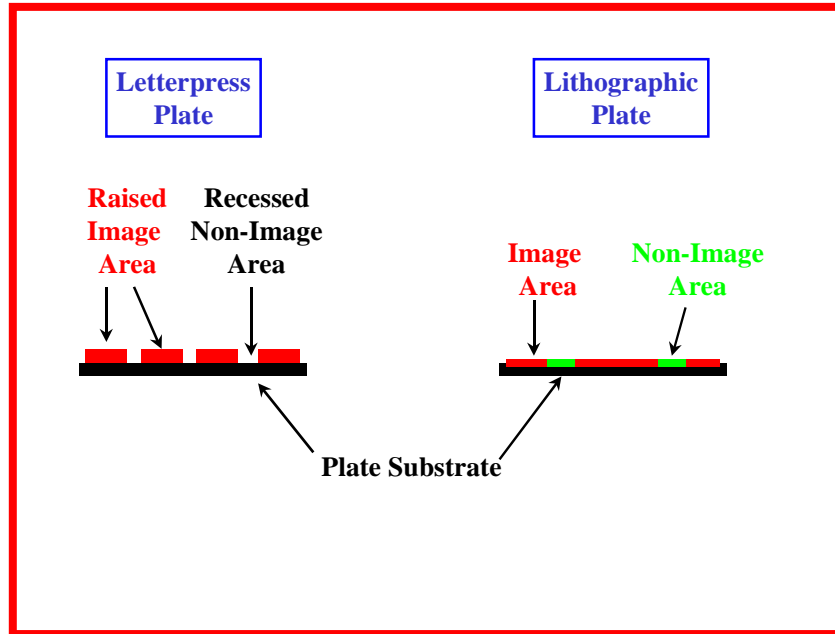 Letterpress
Plate
Lithographic
Plate
Raised
Image
Area
Recessed
Non-Image
Area
Image
Area
Non-Image
Area
Plate Substrate